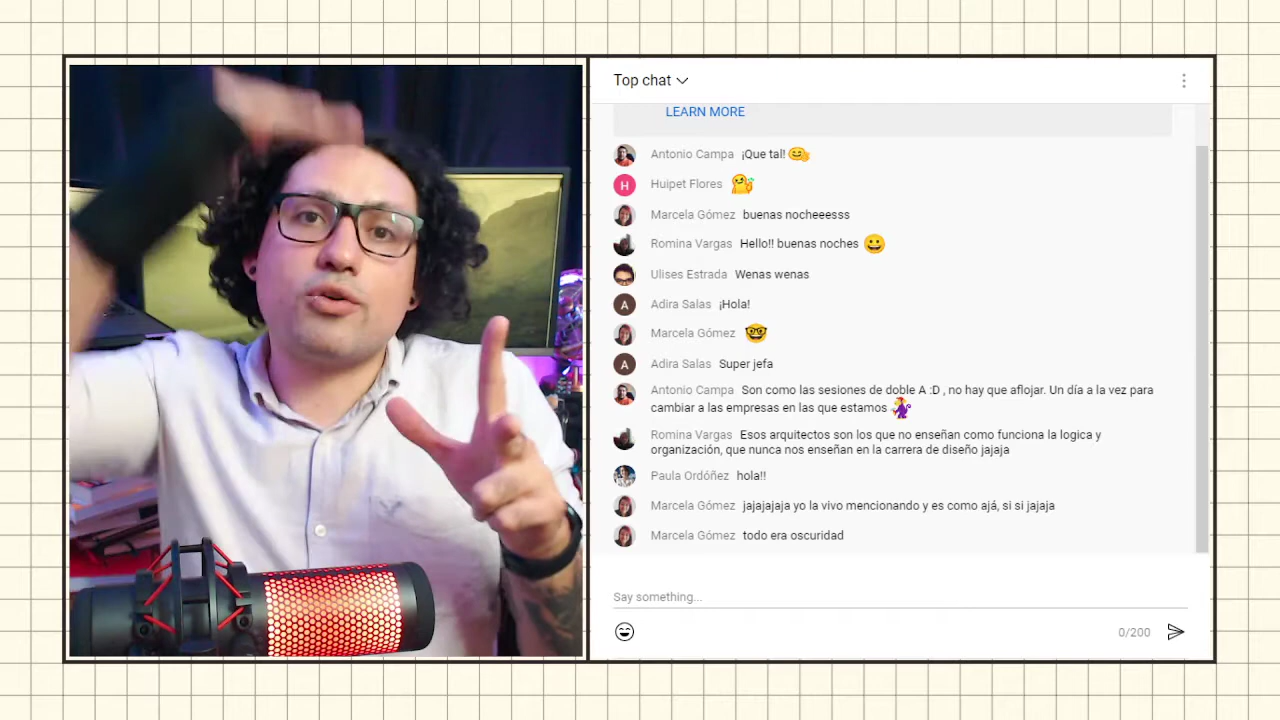 Top chat
LEARN MORE
Antonio Campa ¡Que tal!
H
Huipet Flores
Marcela Gómez buenas nocheeesss
Romina Vargas Hello!! buenas noches
Ulises Estrada Wenas wenas
A
Adira Salas ¡Hola!
Marcela Gómez
A
Adira Salas Super jefa
Antonio Campa Son como las sesiones de doble A :D , no hay que aflojar. Un día a la vez para
cambiar a las empresas en las que estamos
Romina Vargas Esos arquitectos son los que no enseñan como funciona la logica y
organización, que nunca nos enseñan en la carrera de diseño jajaja
Paula Ordóñez hola!!
Marcela Gómez jajajajaja yo la vivo mencionando y es como ajá, si sí jajaja
Marcela Gómez todo era oscuridad
Say something...
0/200